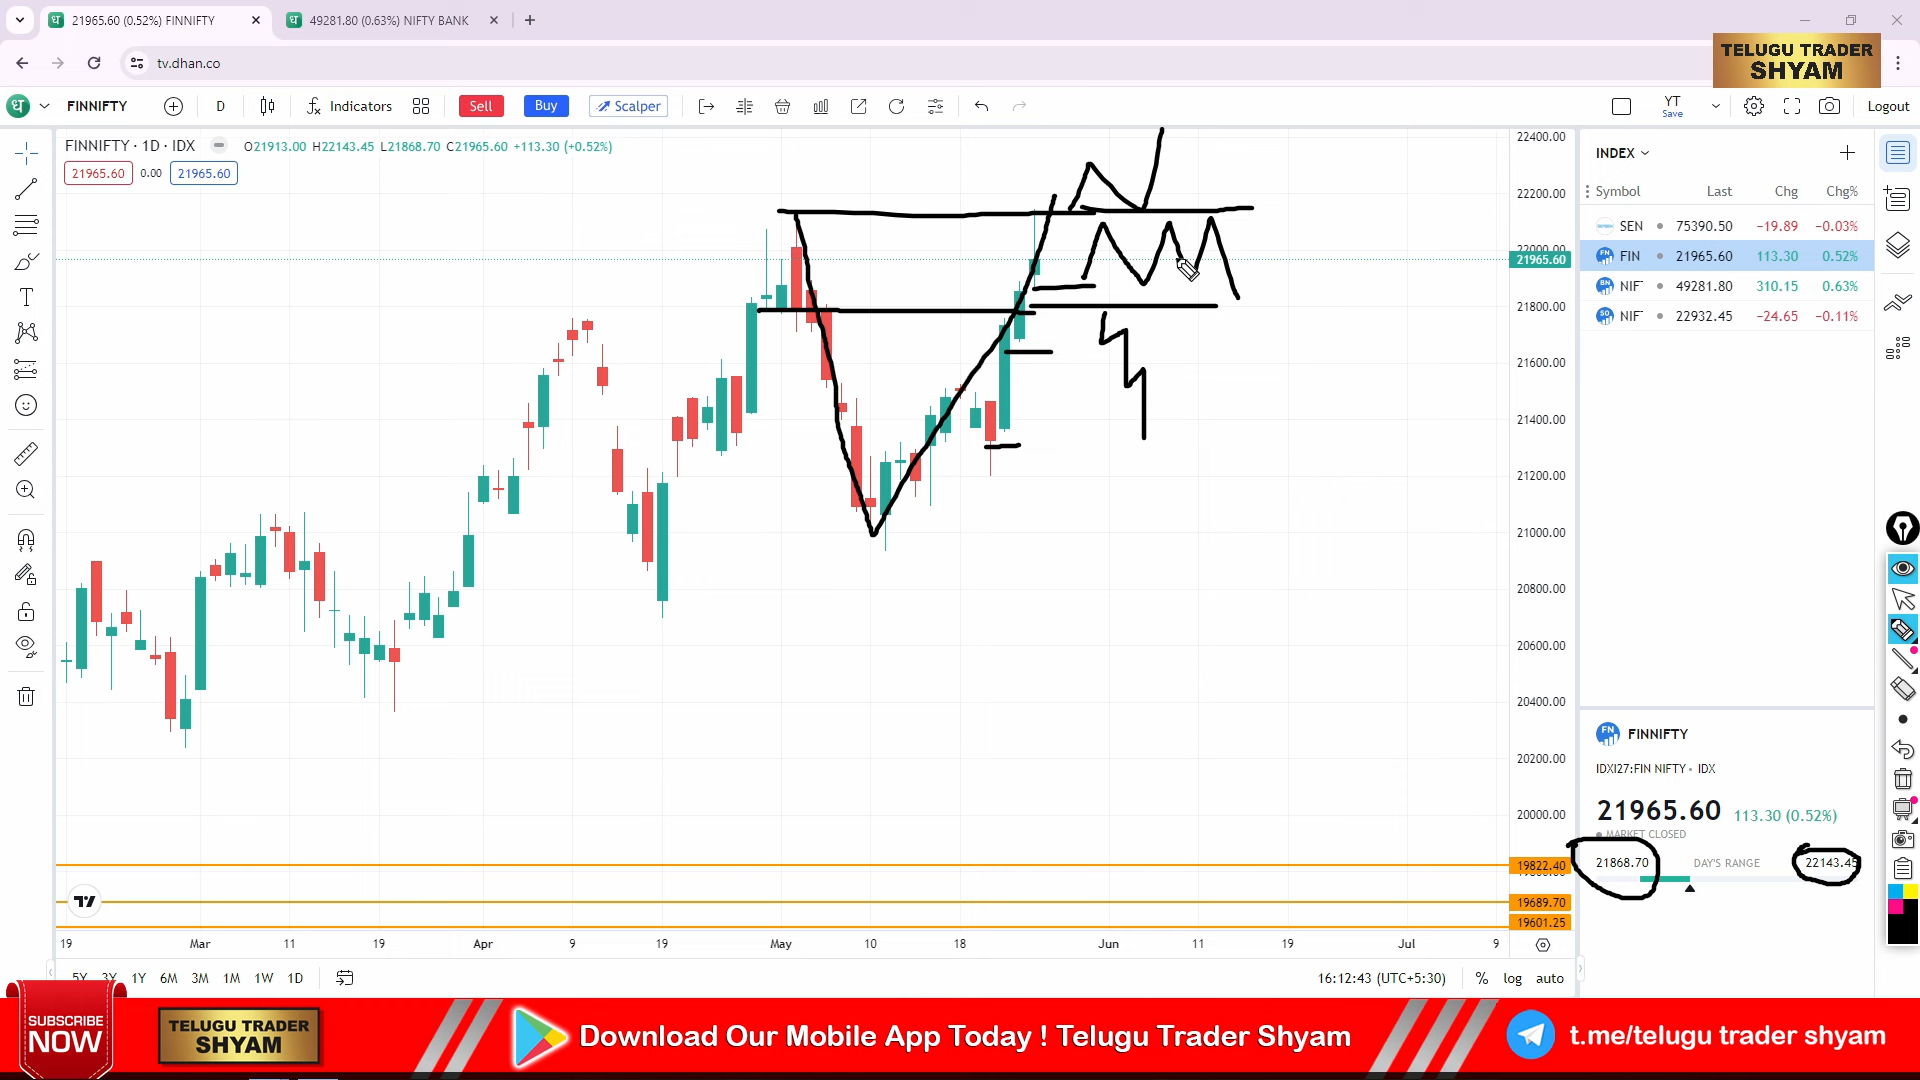 21965.60 (0.52%) FINNIFTY
49281.80 (0.63%) NIFTY BANK
tv.dhan.co
TELUGU TRADER
SHYAM
FINNIFTY
D
Indicators
Sell
Buy
Scalper
YT
Save
Logout
FINNIFTY · 1D · IDX
O21913.00 H22143.45 L21868.70 C21965.60 +113.30 (+0.52%)
21965.60
0.00
21965.60
22400.00
22200.00
22000.00
21965.60
21800.00
21600.00
21400.00
21200.00
21000.00
20800.00
20600.00
20400.00
20200.00
20000.00
19822.40
19689.70
19601.25
INDEX
Symbol Last Chg Chg%
SEN 75390.50 −19.89 −0.03%
FIN 21965.60 113.30 0.52%
NIF 49281.80 310.15 0.63%
NIF 22932.45 −24.65 −0.11%
FINNIFTY
IDXI27:FIN NIFTY • IDX
21965.60 113.30 (0.52%)
MARKET CLOSED
21868.70 DAY'S RANGE 22143.45
19 Mar 11 19 Apr 9 19 May 10 18 Jun 11 19 Jul 9
5Y 3Y 1Y 6M 3M 1M 1W 1D
16:12:43 (UTC+5:30) % log auto
SUBSCRIBE
NOW
TELUGU TRADER
SHYAM
Download Our Mobile App Today ! Telugu Trader Shyam
t.me/telugu trader shyam